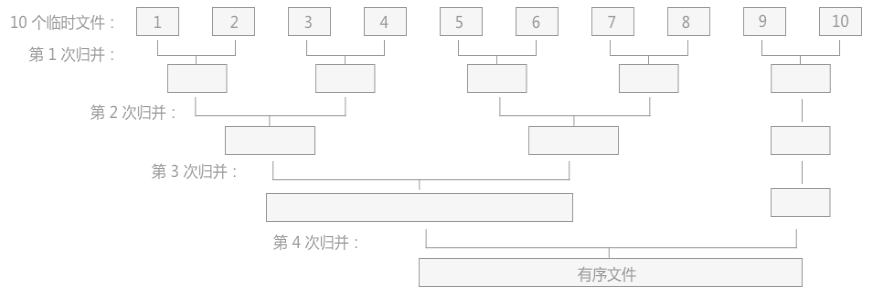 10 个临时文件： 1 2 3 4 5 6 7 8 9 10
第 1 次归并：
第 2 次归并：
第 3 次归并：
第 4 次归并：
有序文件